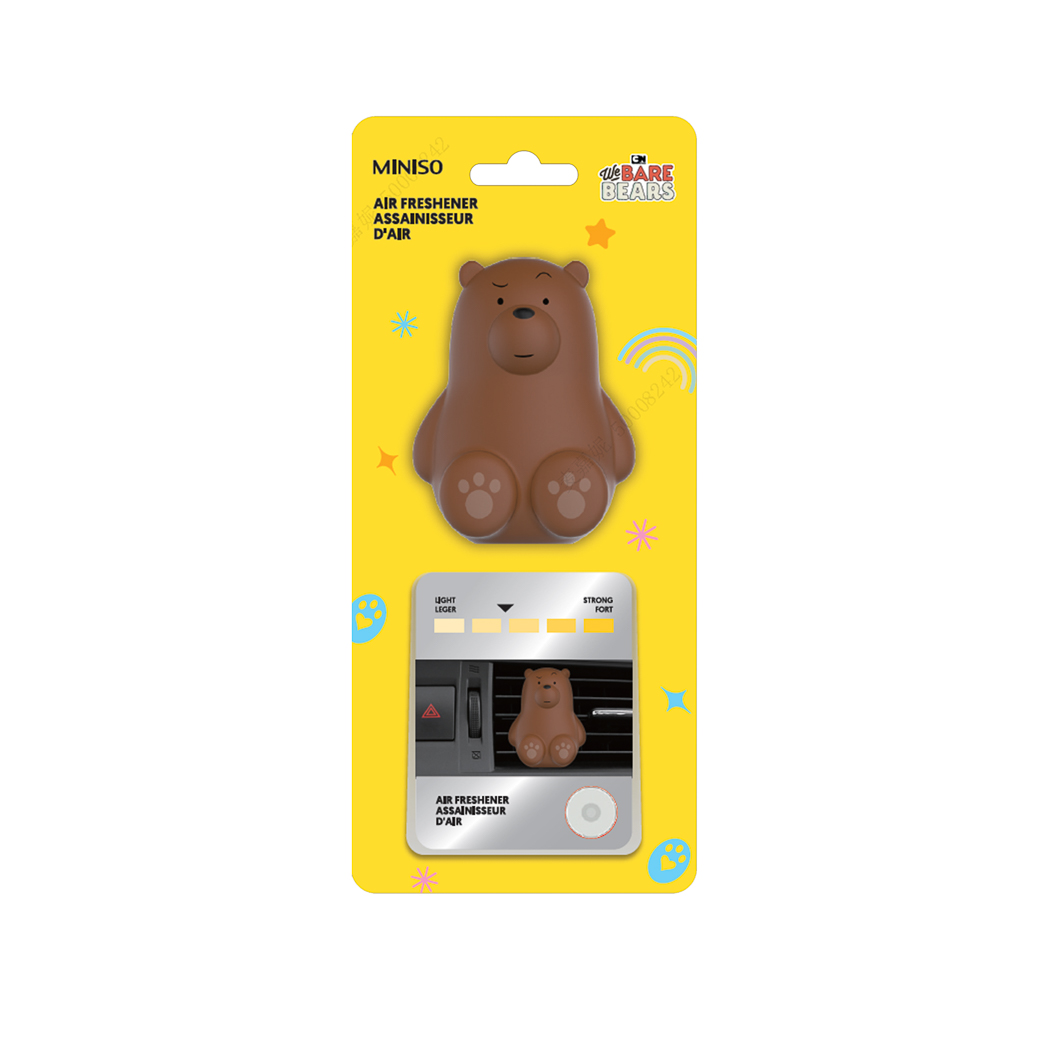 MINISO
CN
We BARE
BEARS
AIR FRESHENER
ASSAINISSEUR
D'AIR
LIGHT
LEGER
STRONG
FORT
AIR FRESHENER
ASSAINISSEUR
D'AIR